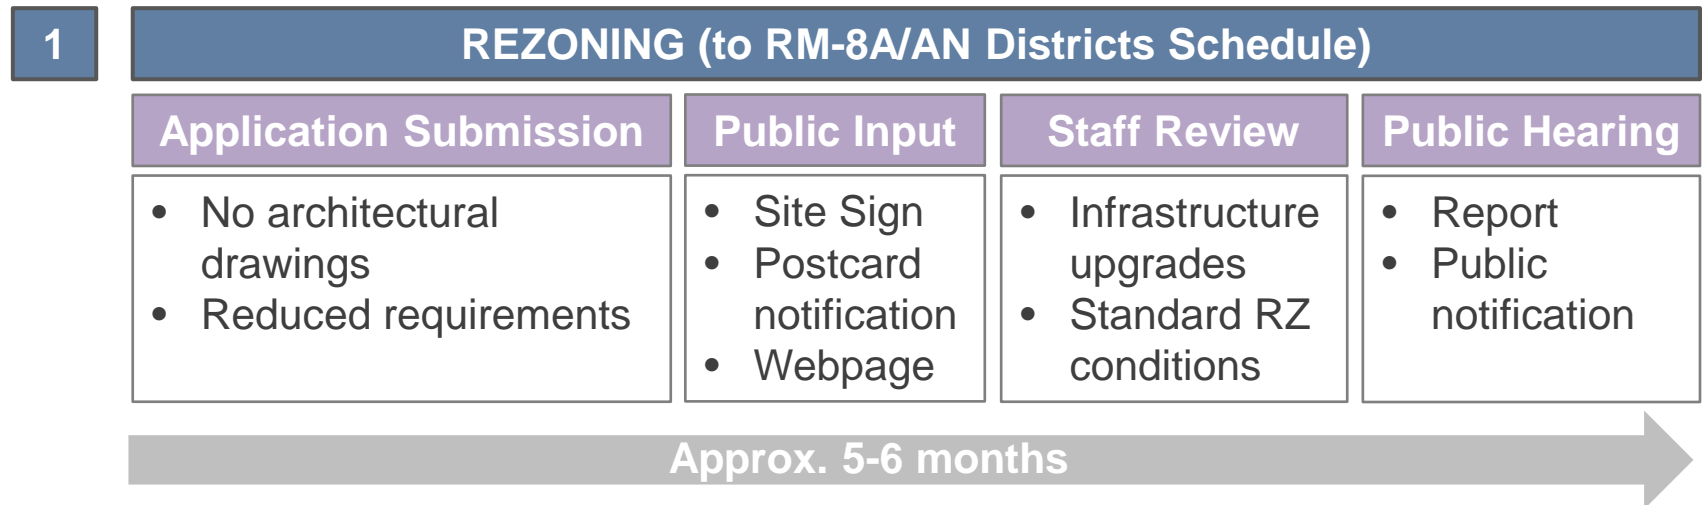 1
REZONING (to RM-8A/AN Districts Schedule)
Application Submission
• No architectural
drawings
• Reduced requirements
Public Input
• Site Sign
• Postcard
notification
• Webpage
Staff Review
• Infrastructure
upgrades
• Standard RZ
conditions
Public Hearing
• Report
• Public
notification
Approx. 5-6 months